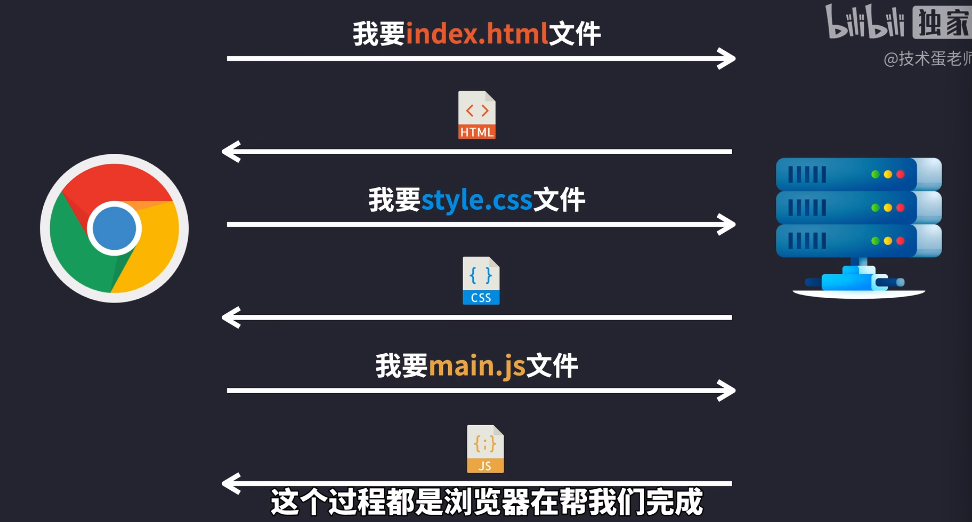 我要index.html文件
bilibili 独家
@技术蛋老师
HTML
我要style.css文件
CSS
我要main.js文件
JS
这个过程都是浏览器在帮我们完成